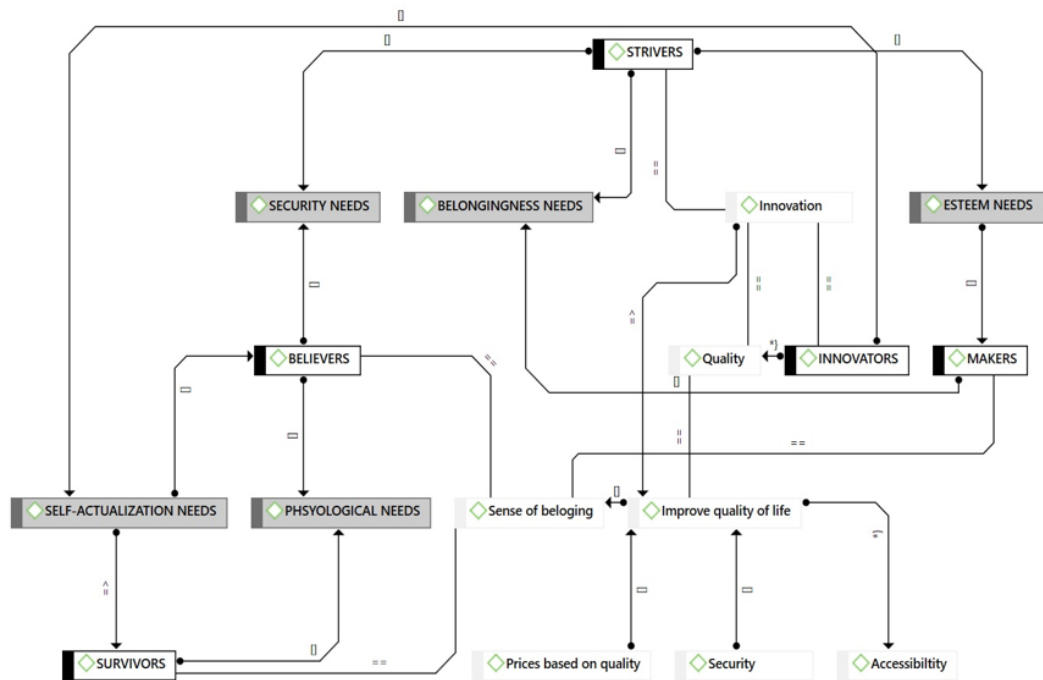 []
[]
STRIVERS
[]
[]
==
SECURITY NEEDS
BELONGINGNESS NEEDS
Innovation
ESTEEM NEEDS
[]
==
==
[]
=>
BELIEVERS
==
Quality
*}
INNOVATORS
MAKERS
[]
[]
[]
==
==
SELF-ACTUALIZATION NEEDS
PHSYOLOGICAL NEEDS
Sense of beloging
[]
Improve quality of life
*}
=>
[]
[]
SURVIVORS
[]
==
Prices based on quality
Security
Accessibiltity